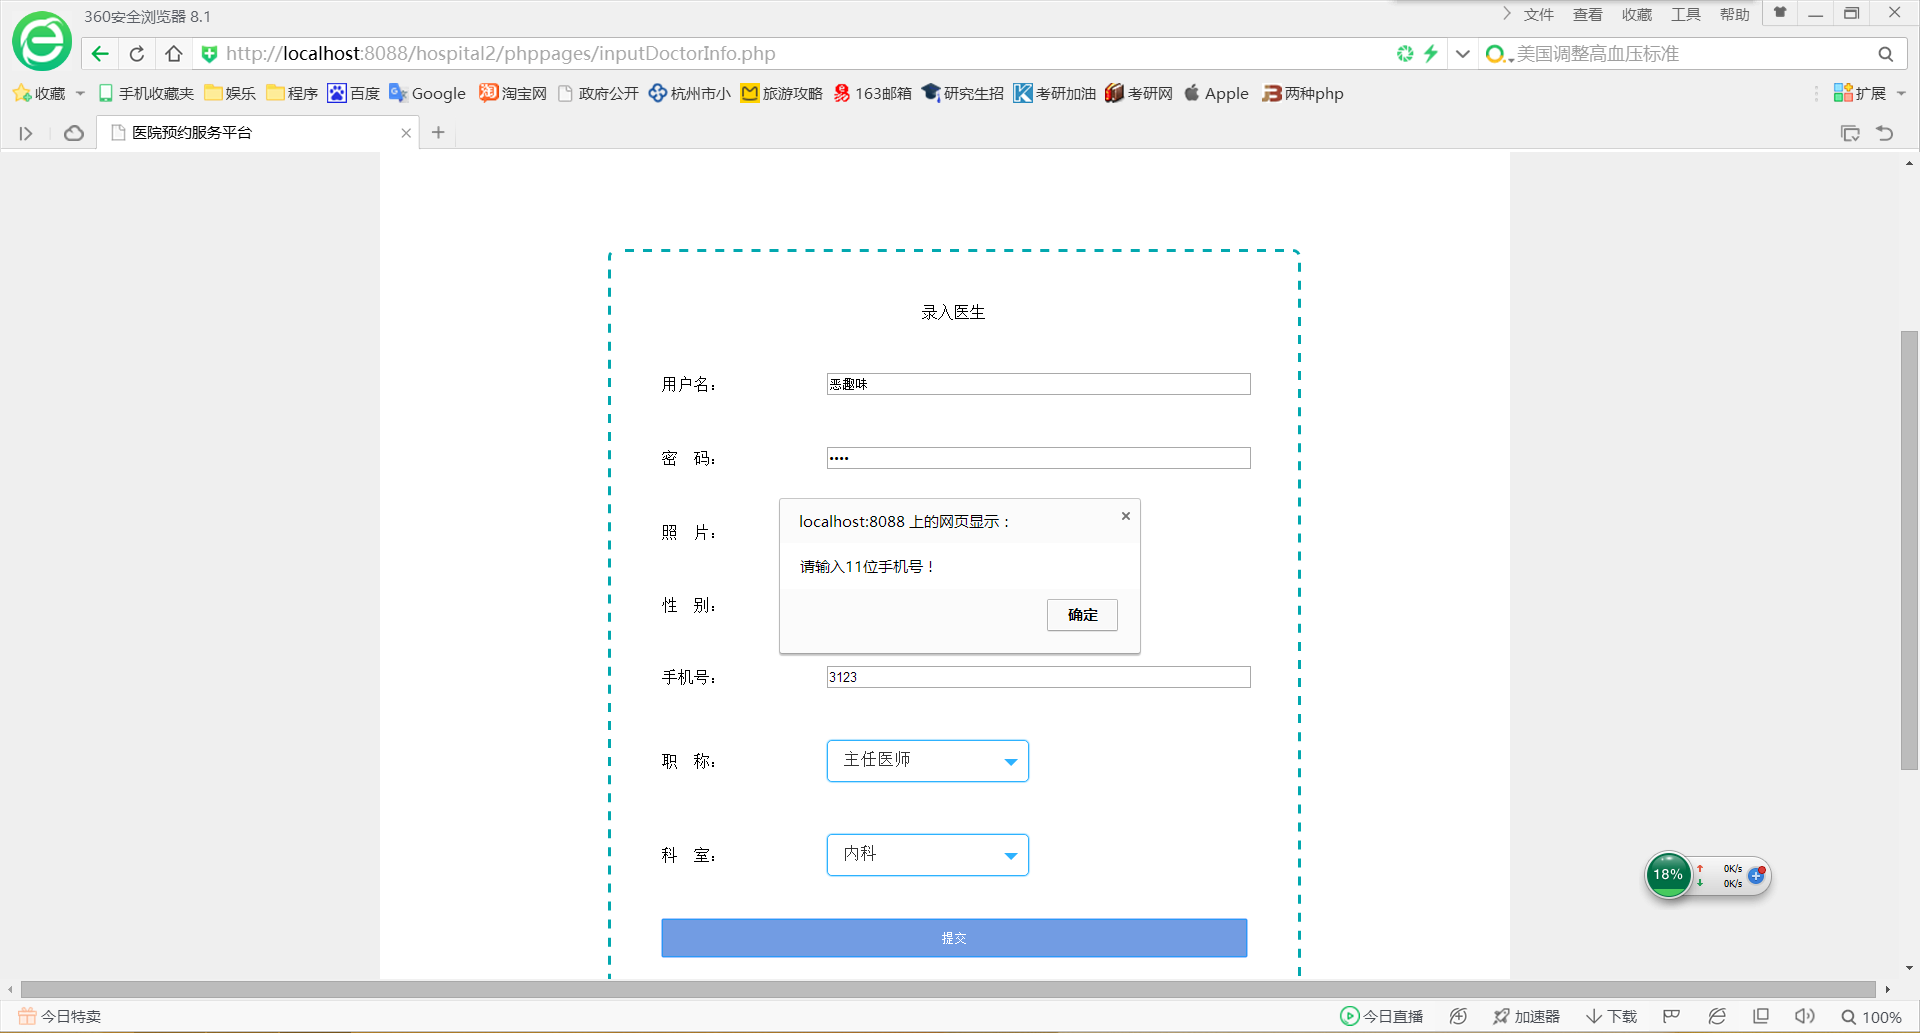 360安全浏览器 8.1
文件 查看 收藏 工具 帮助
http://localhost:8088/hospital2/phppages/inputDoctorInfo.php
美国调整高血压标准
收藏 手机收藏夹 娱乐 程序 百度 Google 淘宝网 政府公开 杭州市小 旅游攻略 163邮箱 研究生招 考研加油 考研网 Apple 两种php 扩展
医院预约服务平台
录入医生
用户名： 恶趣味
密 码： ••••
localhost:8088 上的网页显示：
照 片：
请输入11位手机号！
性 别：
确定
手机号： 3123
职 称： 主任医师
科 室： 内科
18% 0K/s
0K/s
提交
今日特卖 今日直播 加速器 下载 100%